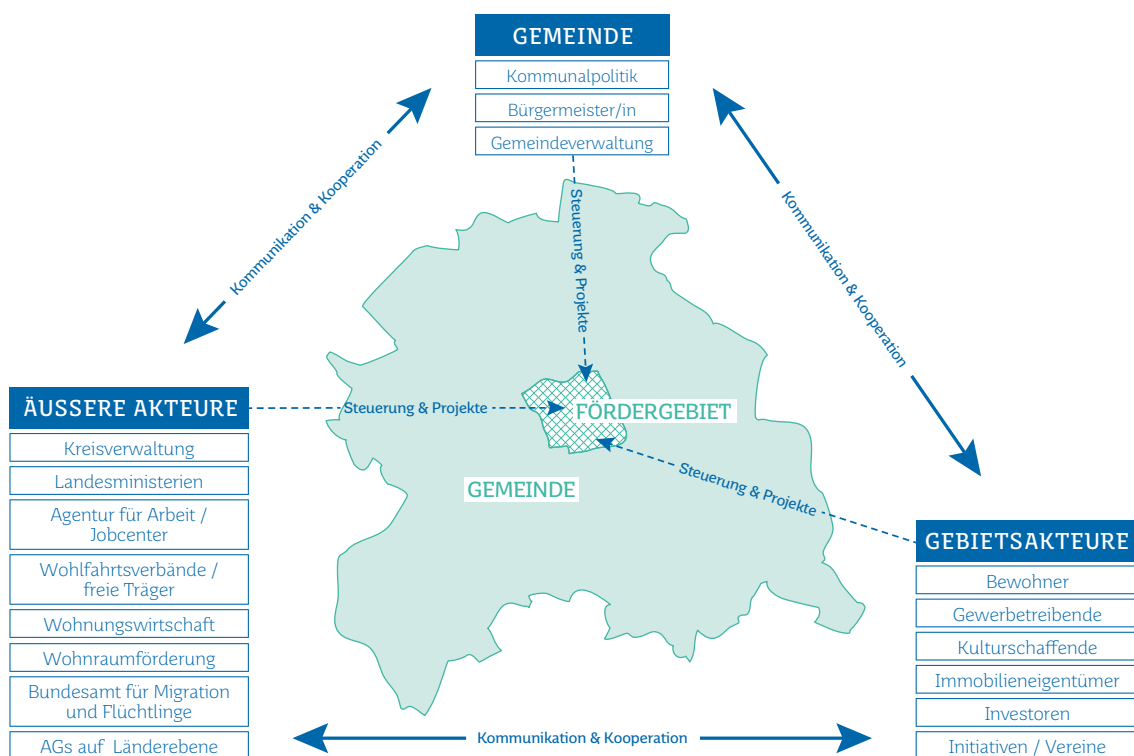 GEMEINDE
Kommunalpolitik
Bürgermeister/in
Gemeindeverwaltung
Kommunikation & Kooperation
Kommunikation & Kooperation
Steuerung & Projekte
ÄUSSERE AKTEURE
Kreisverwaltung
Landesministerien
Agentur für Arbeit /
Jobcenter
Wohlfahrtsverbände /
freie Träger
Wohnungswirtschaft
Wohnraumförderung
Bundesamt für Migration
und Flüchtlinge
AGs auf Länderebene
Steuerung & Projekte
FÖRDERGEBIET
GEMEINDE
Steuerung & Projekte
GEBIETSAKTEURE
Bewohner
Gewerbetreibende
Kulturschaffende
Immobilieneigentümer
Investoren
Initiativen / Vereine
Kommunikation & Kooperation